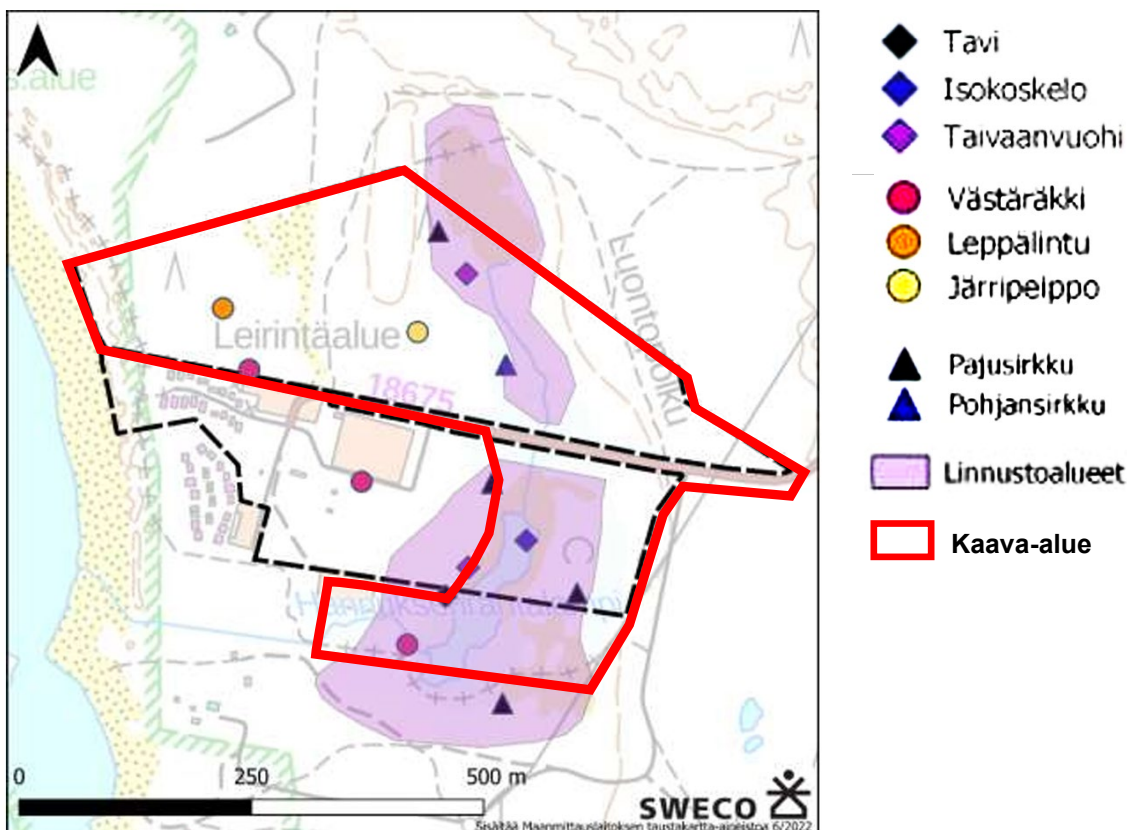 s.alue
Leirintäalue
18675
Luontopolku
0
250
500 m
SWECO
Sisältää Maanmittauslaitoksen taustakartta-aineistoa 6/2022
Tavi
Isokoskelo
Taivaanvuohi
Västäräkki
Leppälintu
Järripeippo
Pajusirkku
Pohjansirkku
Linnustoalueet
Kaava-alue